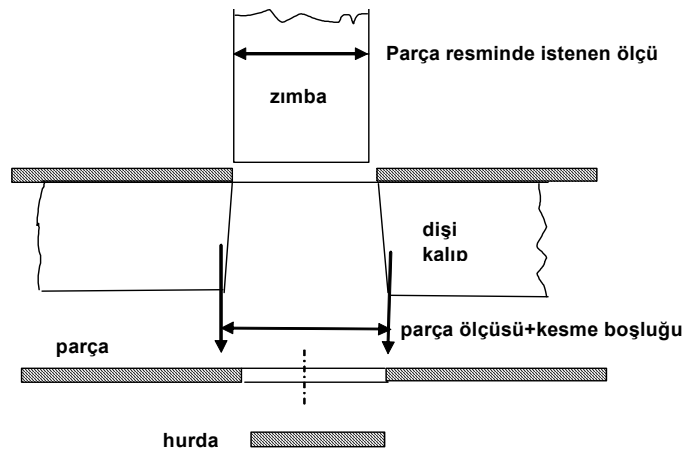 Parça resminde istenen ölçü
zımba
dişi
kalıp
parça ölçüsü+kesme boşluğu
parça
hurda